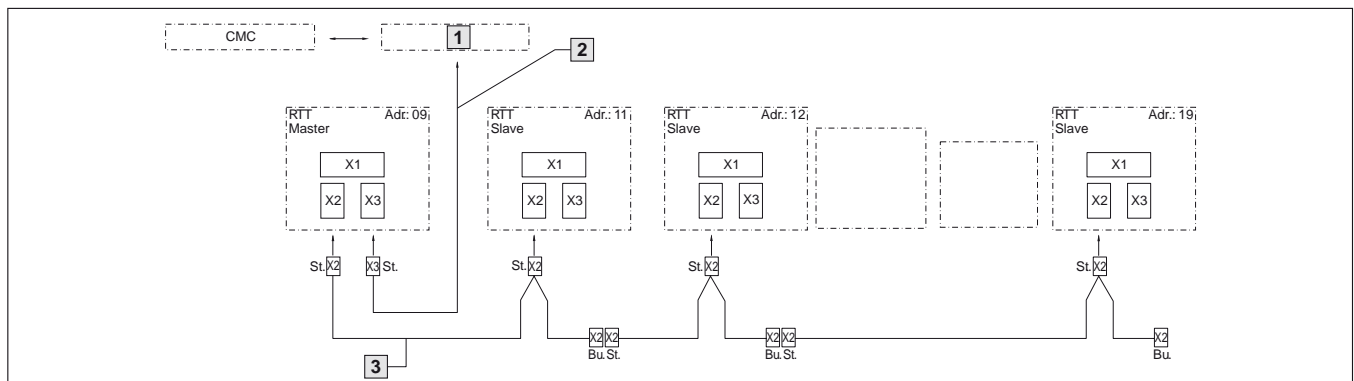 CMC
1
2
RTT Adr.: 09
Master
X1
X2 X3
RTT Adr.: 11
Slave
X1
X2 X3
RTT Adr.: 12
Slave
X1
X2 X3
RTT Adr.: 19
Slave
X1
X2 X3
St. X2 X3 St. St. X2 St. X2 St. X2
X2 X2 X2 X2 X2
Bu. St. Bu. St. Bu.
3